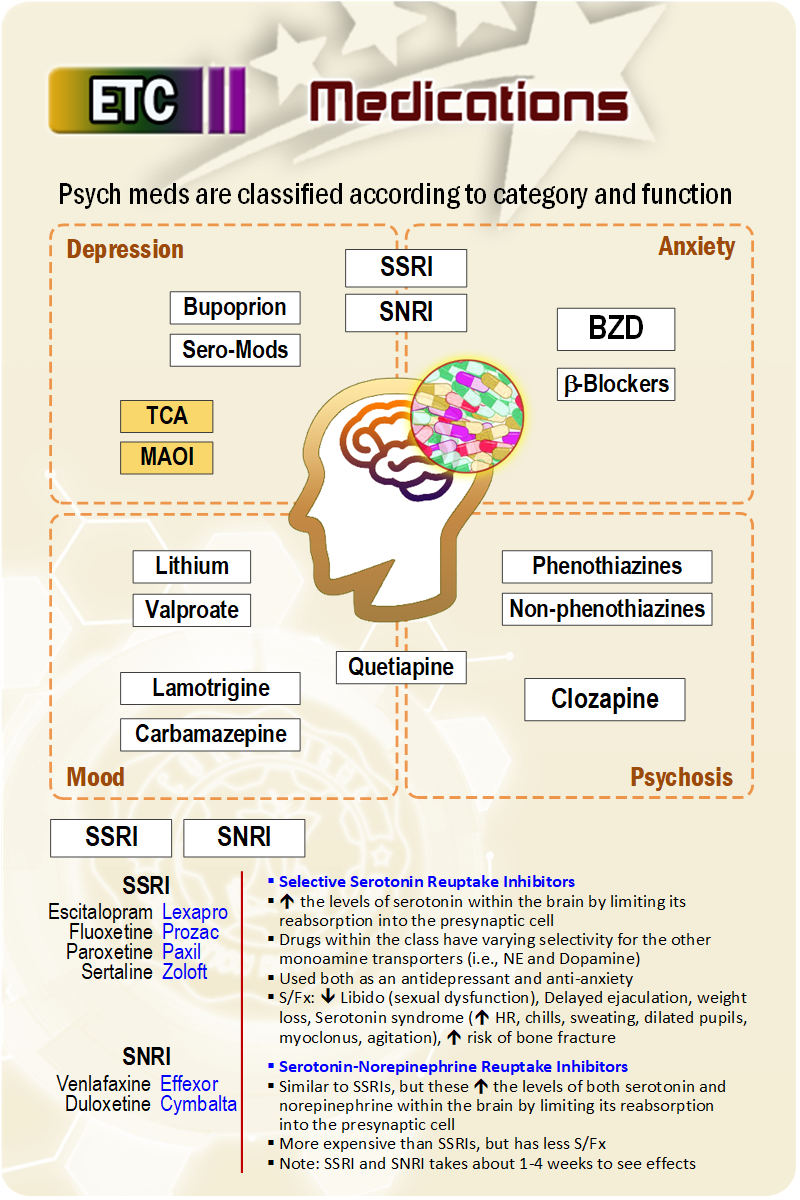 ETC
Medications
Psych meds are classified according to category and function
Depression
Anxiety
SSRI
SNRI
Bupoprion
Sero-Mods
BZD
β-Blockers
TCA
MAOI
Lithium
Valproate
Phenothiazines
Non-phenothiazines
Quetiapine
Lamotrigine
Carbamazepine
Clozapine
Mood
Psychosis
SSRI
SNRI
SSRI
Escitalopram Lexapro
Fluoxetine Prozac
Paroxetine Paxil
Sertaline Zoloft
▪ Selective Serotonin Reuptake Inhibitors
▪ 🡩 the levels of serotonin within the brain by limiting its
reabsorption into the presynaptic cell
▪ Drugs within the class have varying selectivity for the other
monoamine transporters (i.e., NE and Dopamine)
▪ Used both as an antidepressant and anti-anxiety
▪ S/Fx: 🡫 Libido (sexual dysfunction), Delayed ejaculation, weight
loss, Serotonin syndrome (🡩 HR, chills, sweating, dilated pupils,
myoclonus, agitation), 🡩 risk of bone fracture
SNRI
Venlafaxine Effexor
Duloxetine Cymbalta
▪ Serotonin-Norepinephrine Reuptake Inhibitors
▪ Similar to SSRIs, but these 🡩 the levels of both serotonin and
norepinephrine within the brain by limiting its reabsorption
into the presynaptic cell
▪ More expensive than SSRIs, but has less S/Fx
▪ Note: SSRI and SNRI takes about 1-4 weeks to see effects